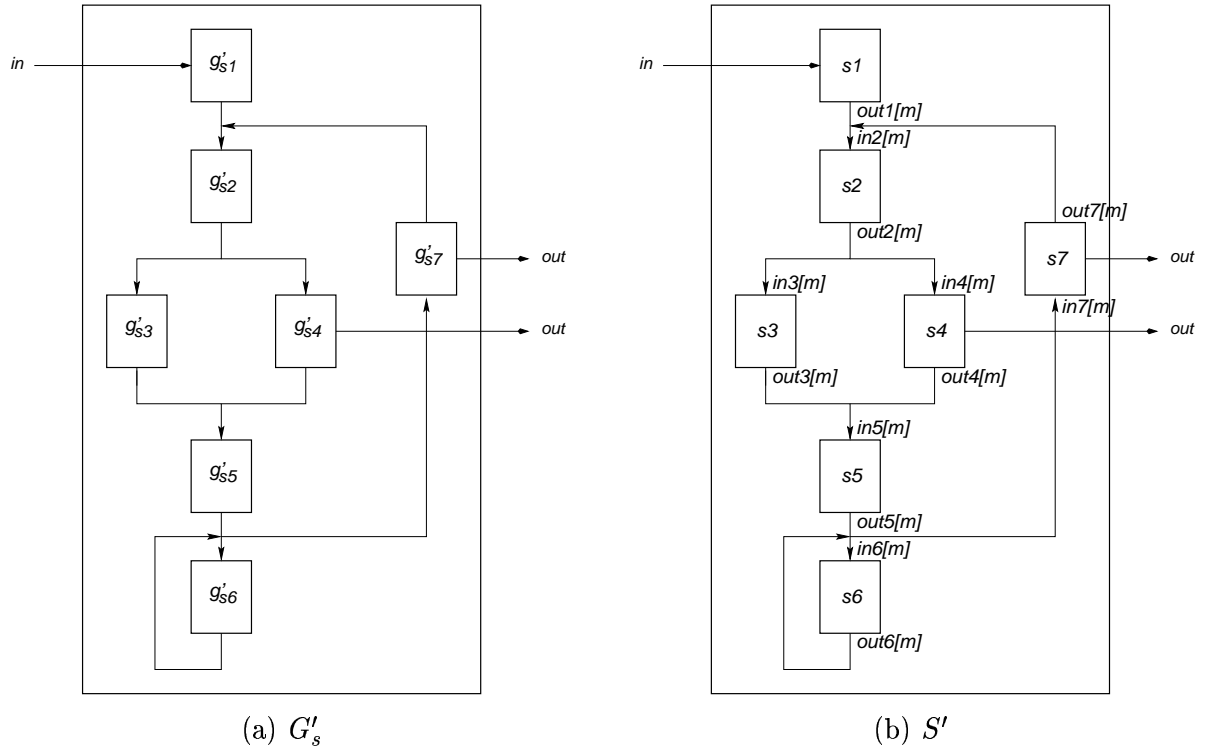 in
g's1
g's2
g's7
out
g's3
g's4
out
g's5
g's6
(a) G's
in
s1
out1[m]
in2[m]
s2
out2[m]
out7[m]
s7
out
in3[m]
in4[m]
in7[m]
s3
s4
out
out3[m]
out4[m]
in5[m]
s5
out5[m]
in6[m]
s6
out6[m]
(b) S'